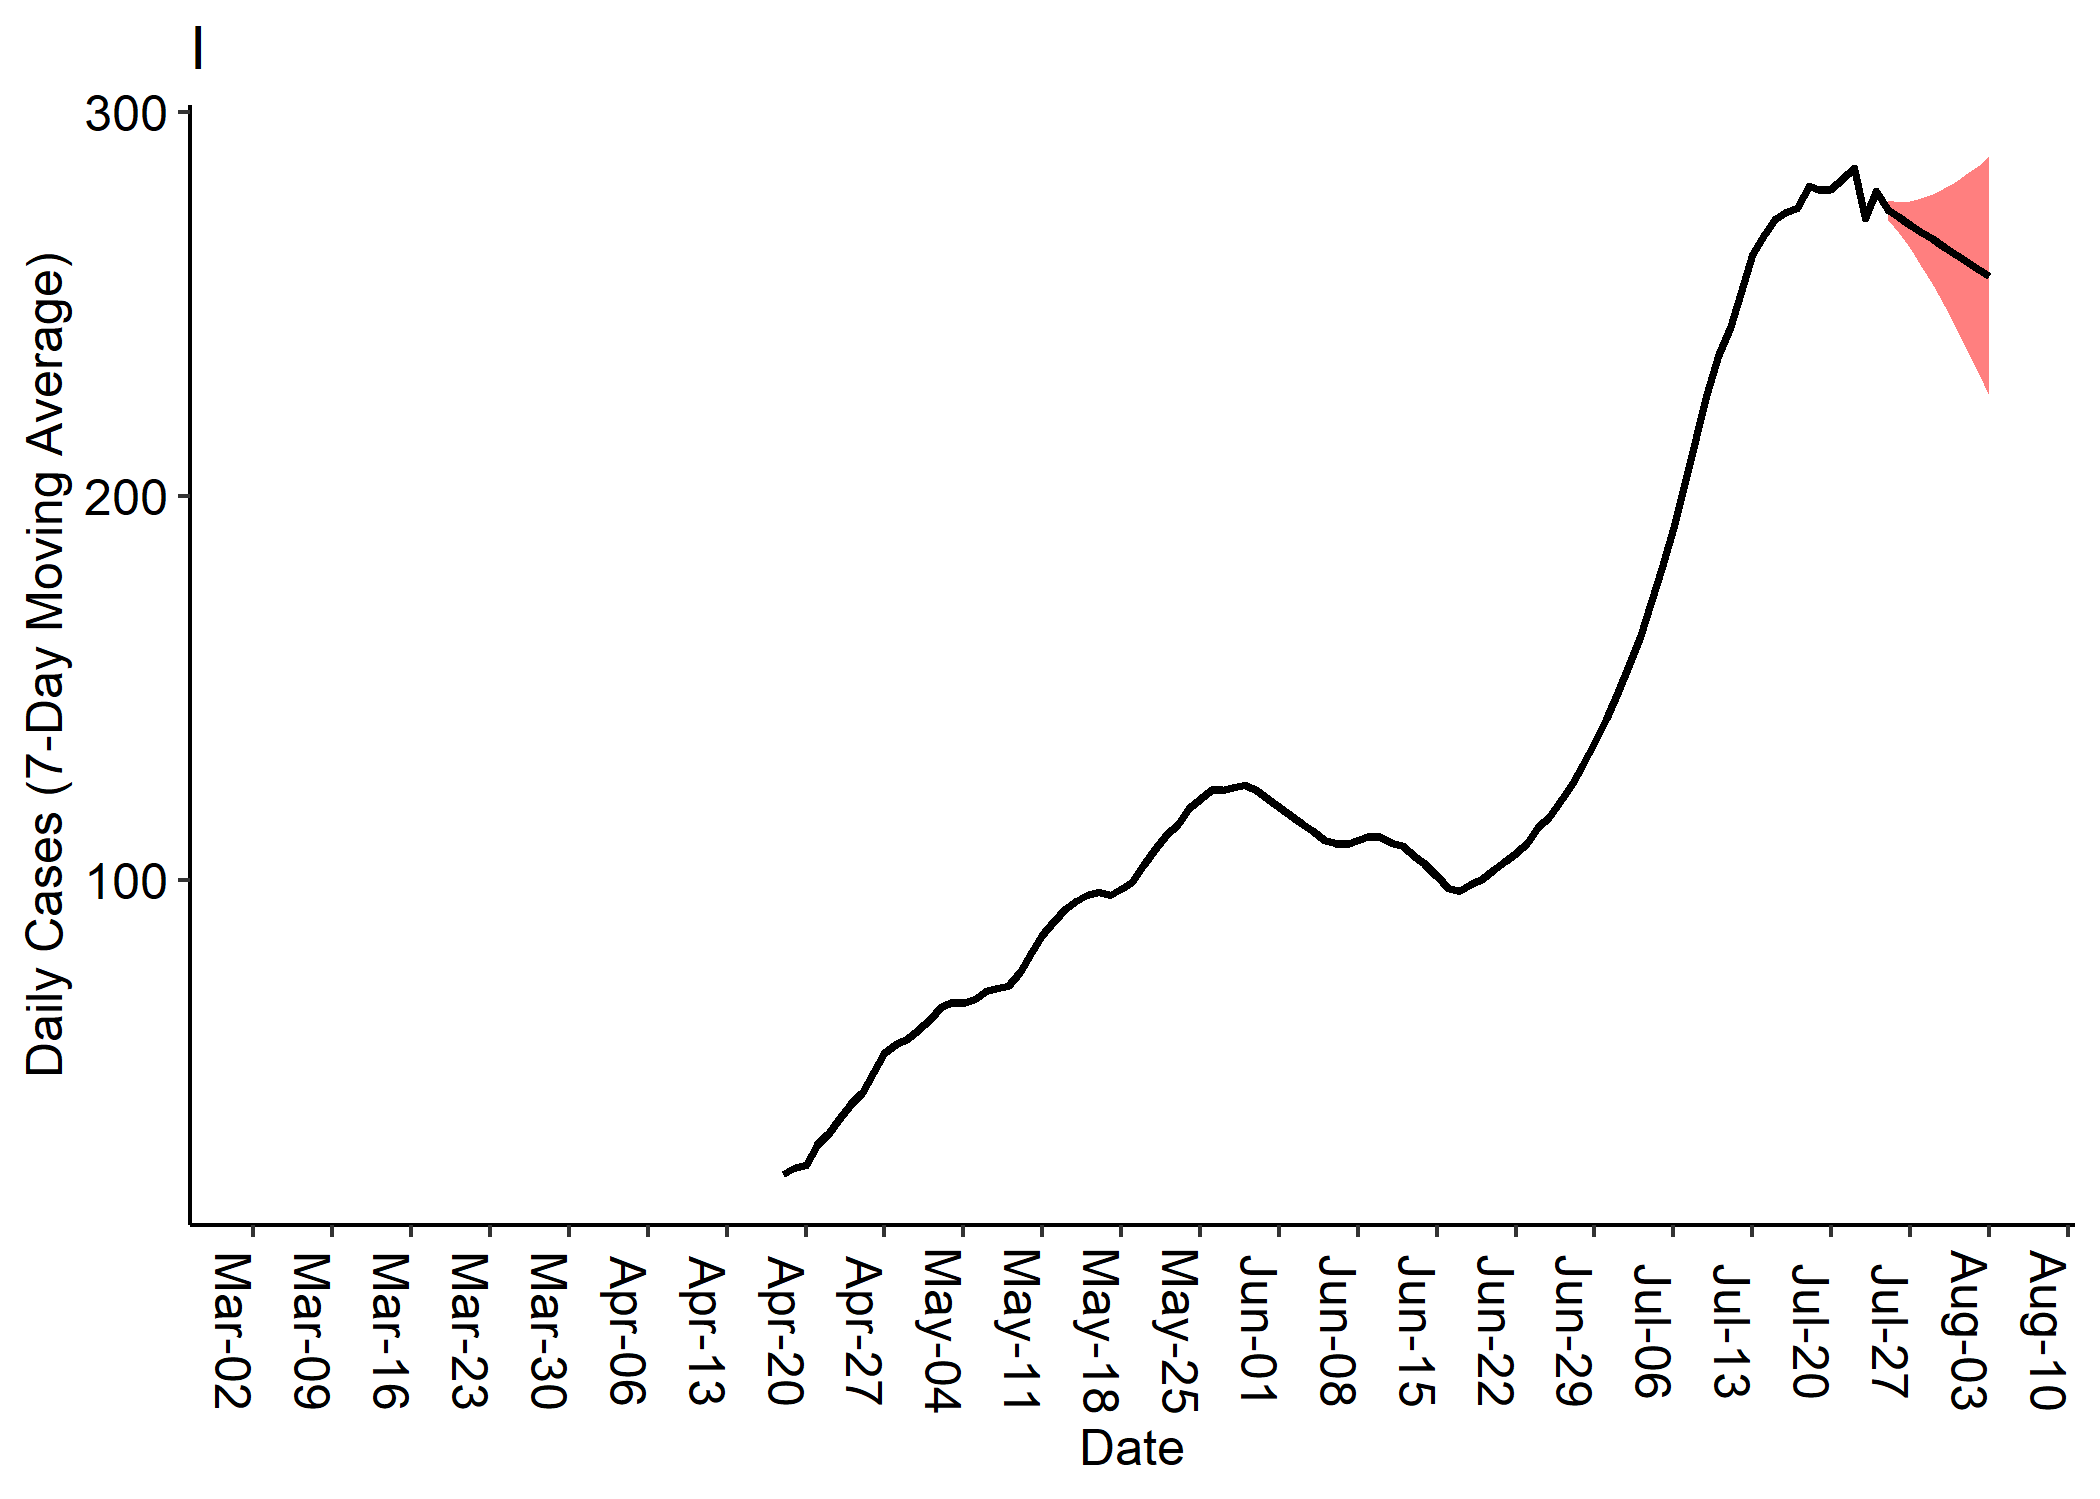 I
300
200
100
Daily Cases (7-Day Moving Average)
Mar-02
Mar-09
Mar-16
Mar-23
Mar-30
Apr-06
Apr-13
Apr-20
Apr-27
May-04
May-11
May-18
May-25
Jun-01
Jun-08
Jun-15
Jun-22
Jun-29
Jul-06
Jul-13
Jul-20
Jul-27
Aug-03
Aug-10
Date